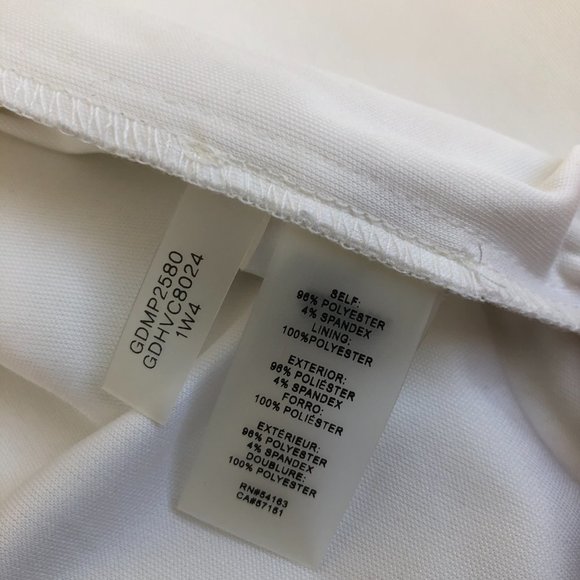 GDMP2580
GDHVC8024
1W4
SELF:
96% POLYESTER
4% SPANDEX
LINING:
100%POLYESTER
EXTERIOR:
96% POLIÉSTER
4% SPANDEX
FORRO:
100% POLIÉSTER
EXTÉRIEUR:
96% POLYESTER
4% SPANDEX
DOUBLURE:
100% POLYESTER
RN#54163
CA#57161